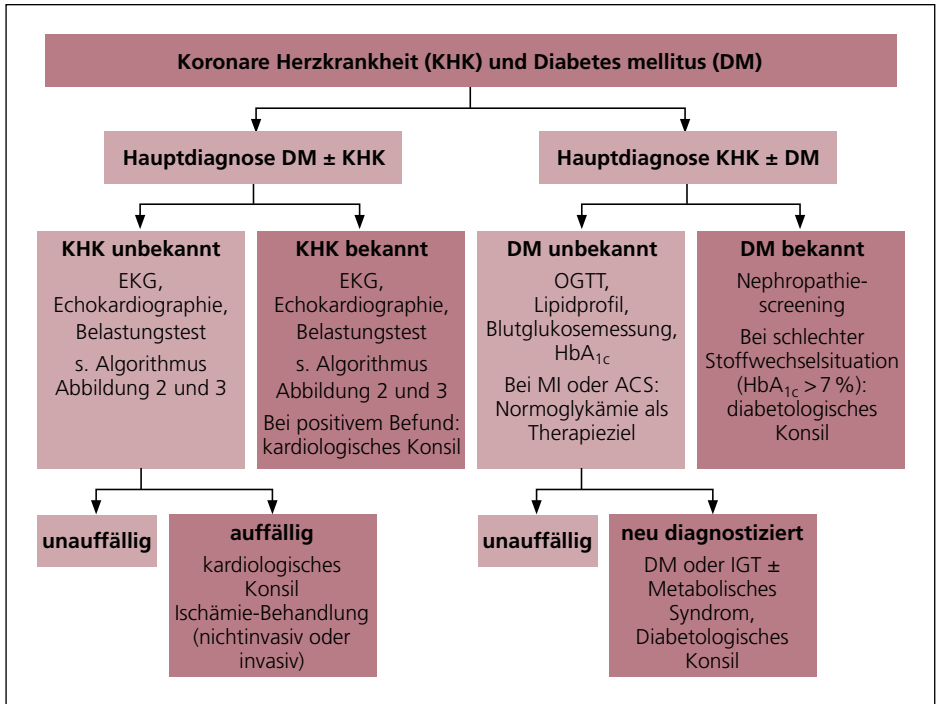 Koronare Herzkrankheit (KHK) und Diabetes mellitus (DM)
Hauptdiagnose DM ± KHK
Hauptdiagnose KHK ± DM
KHK unbekannt
EKG,
Echokardiographie,
Belastungstest
s. Algorithmus
Abbildung 2 und 3
KHK bekannt
EKG,
Echokardiographie,
Belastungstest
s. Algorithmus
Abbildung 2 und 3
Bei positivem Befund:
kardiologisches Konsil
DM unbekannt
OGTT,
Lipidprofil,
Blutglukosemessung,
HbA1c
Bei MI oder ACS:
Normoglykämie als
Therapieziel
DM bekannt
Nephropathie-
screening
Bei schlechter
Stoffwechselsituation
(HbA1c > 7 %):
diabetologisches
Konsil
unauffällig
auffällig
kardiologisches
Konsil
Ischämie-Behandlung
(nichtinvasiv oder
invasiv)
unauffällig
neu diagnostiziert
DM oder IGT ±
Metabolisches
Syndrom,
Diabetologisches
Konsil